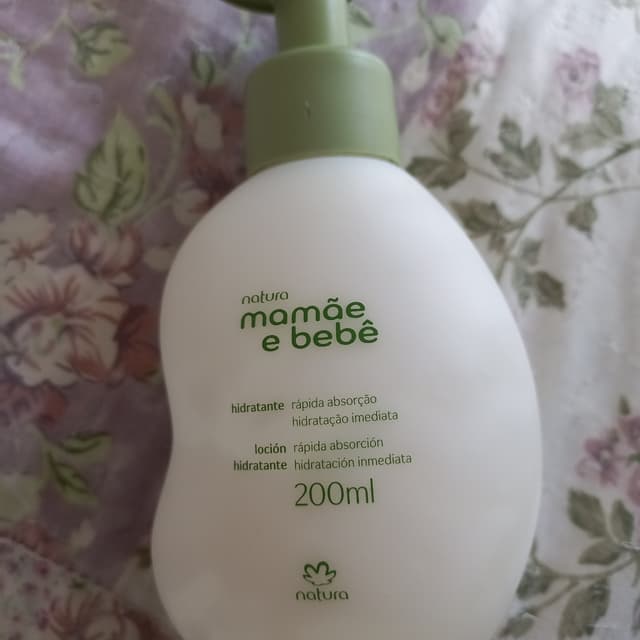 natura
mamãe
e bebê
hidratante rápida absorção
hidratação imediata
loción rápida absorción
hidratante hidratación inmediata
200ml
natura